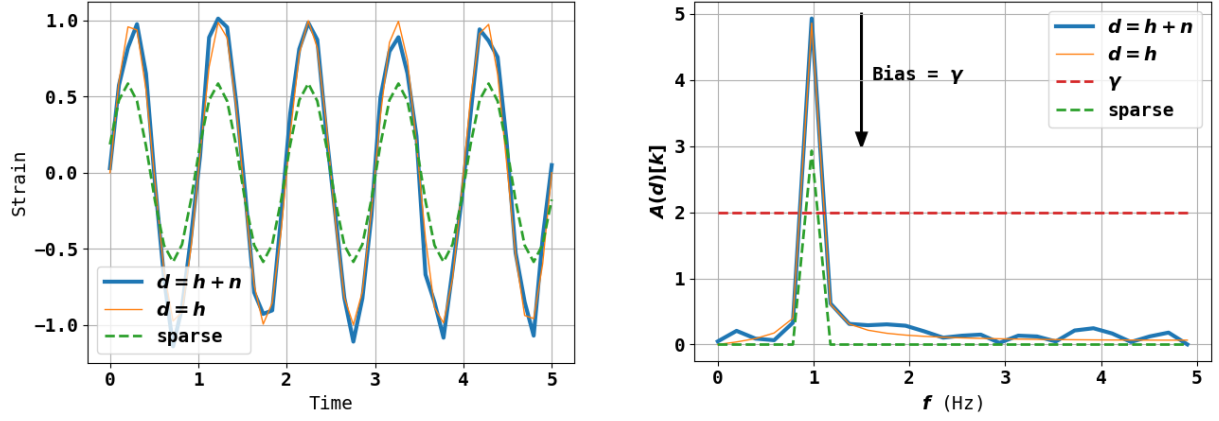 1.0
0.5
0.0
−0.5
−1.0
Strain
d = h + n
d = h
sparse
0 1 2 3 4 5
Time
5
4
3
2
1
0
A(d)[k]
Bias = γ
d = h + n
d = h
γ
sparse
0 1 2 3 4 5
f (Hz)